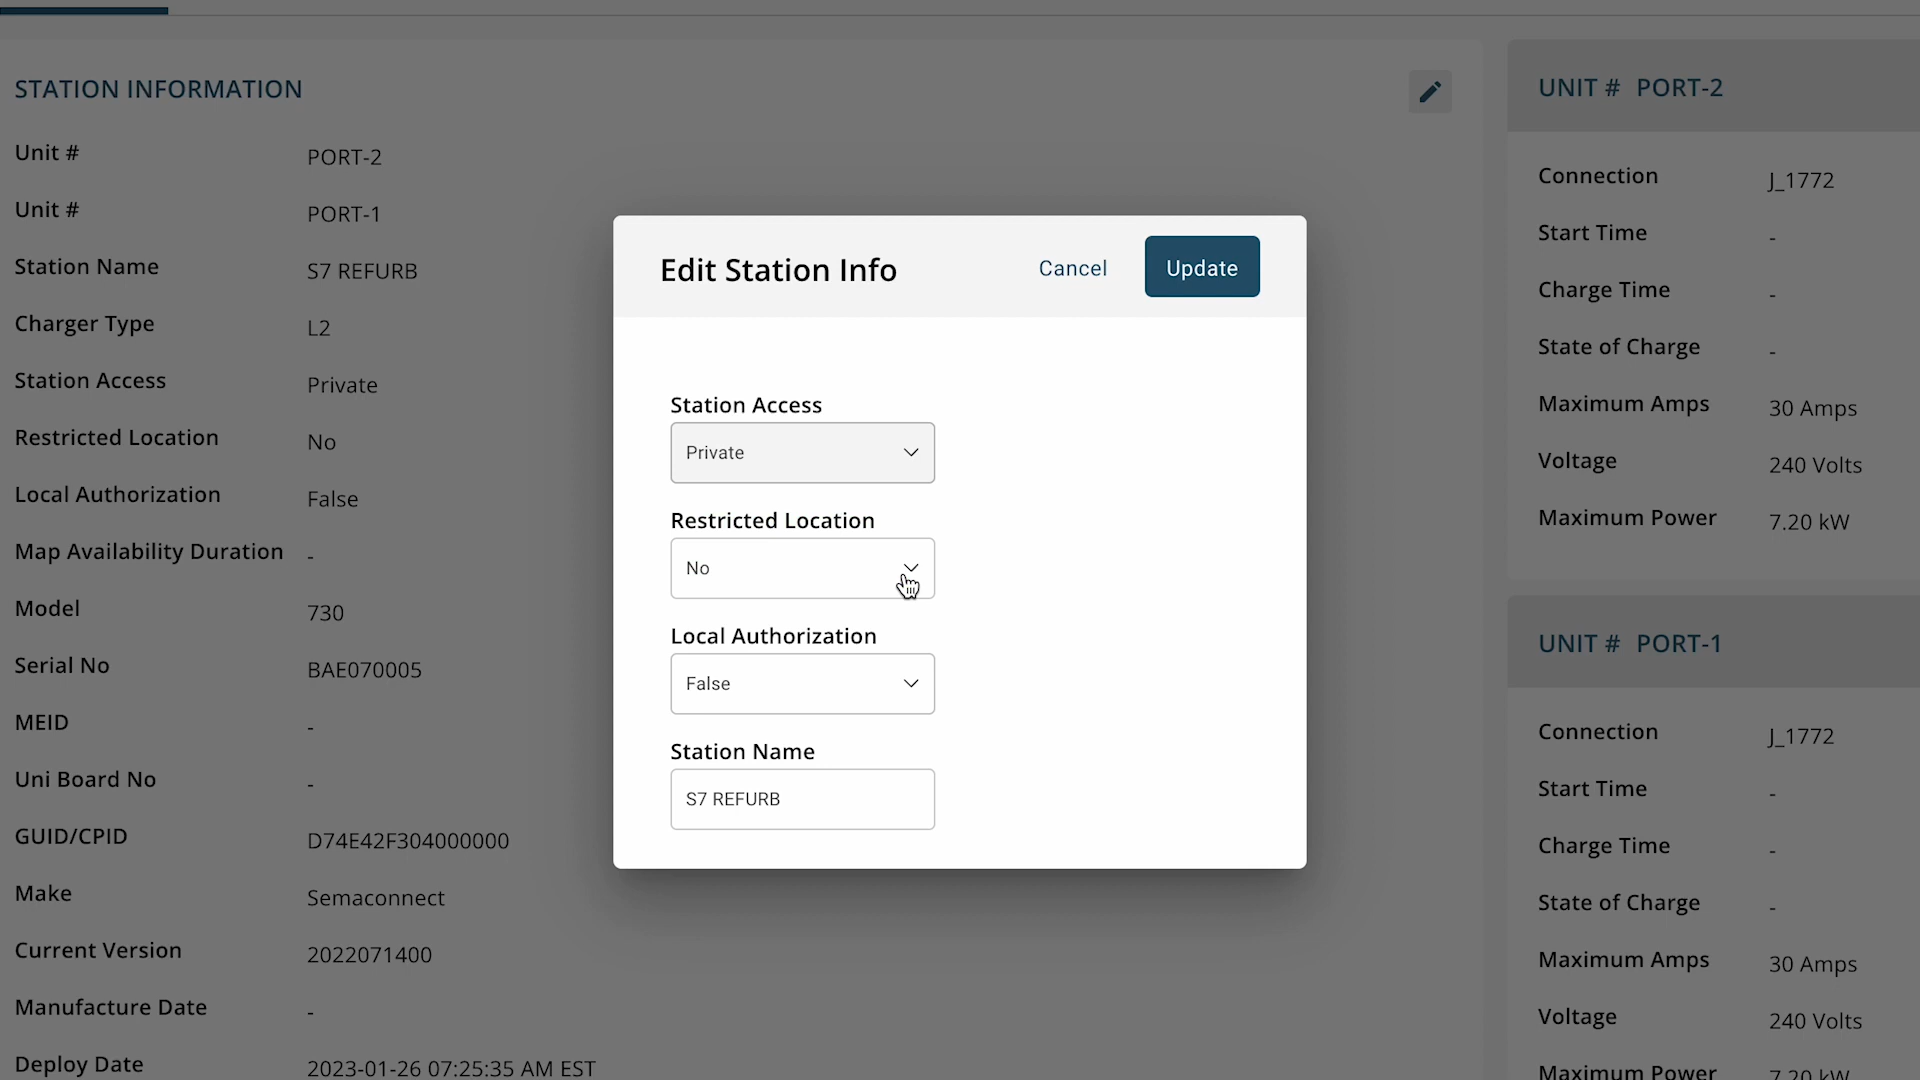 STATION INFORMATION
Unit # PORT-2
Unit # PORT-1
Station Name S7 REFURB
Charger Type L2
Station Access Private
Restricted Location No
Local Authorization False
Map Availability Duration -
Model 730
Serial No BAE070005
MEID -
Uni Board No -
GUID/CPID D74E42F304000000
Make Semaconnect
Current Version 2022071400
Manufacture Date -
Deploy Date 2023-01-26 07:25:35 AM EST
Edit Station Info Cancel Update
Station Access
Private
Restricted Location
No
Local Authorization
False
Station Name
S7 REFURB
UNIT # PORT-2
Connection J_1772
Start Time -
Charge Time -
State of Charge -
Maximum Amps 30 Amps
Voltage 240 Volts
Maximum Power 7.20 kW
UNIT # PORT-1
Connection J_1772
Start Time -
Charge Time -
State of Charge -
Maximum Amps 30 Amps
Voltage 240 Volts
Maximum Power 7.20 kW